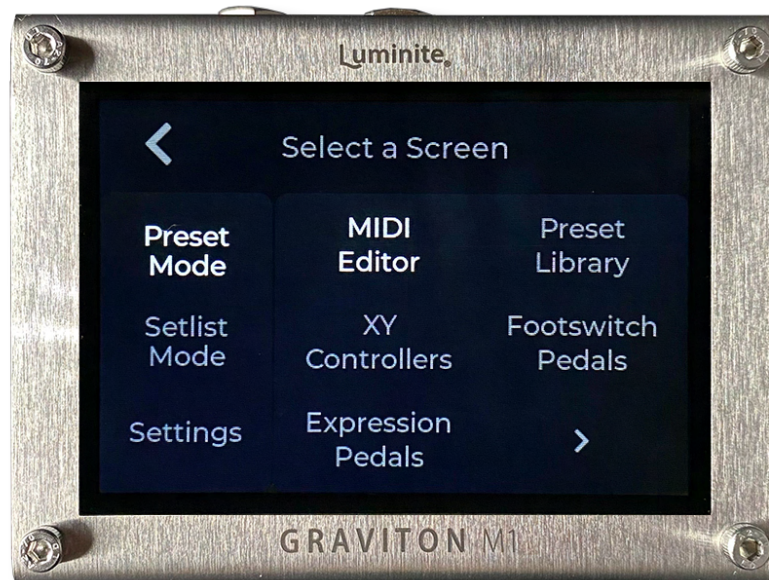 Luminite
Select a Screen
Preset
Mode
MIDI
Editor
Preset
Library
Setlist
Mode
XY
Controllers
Footswitch
Pedals
Settings
Expression
Pedals
GRAVITON M1